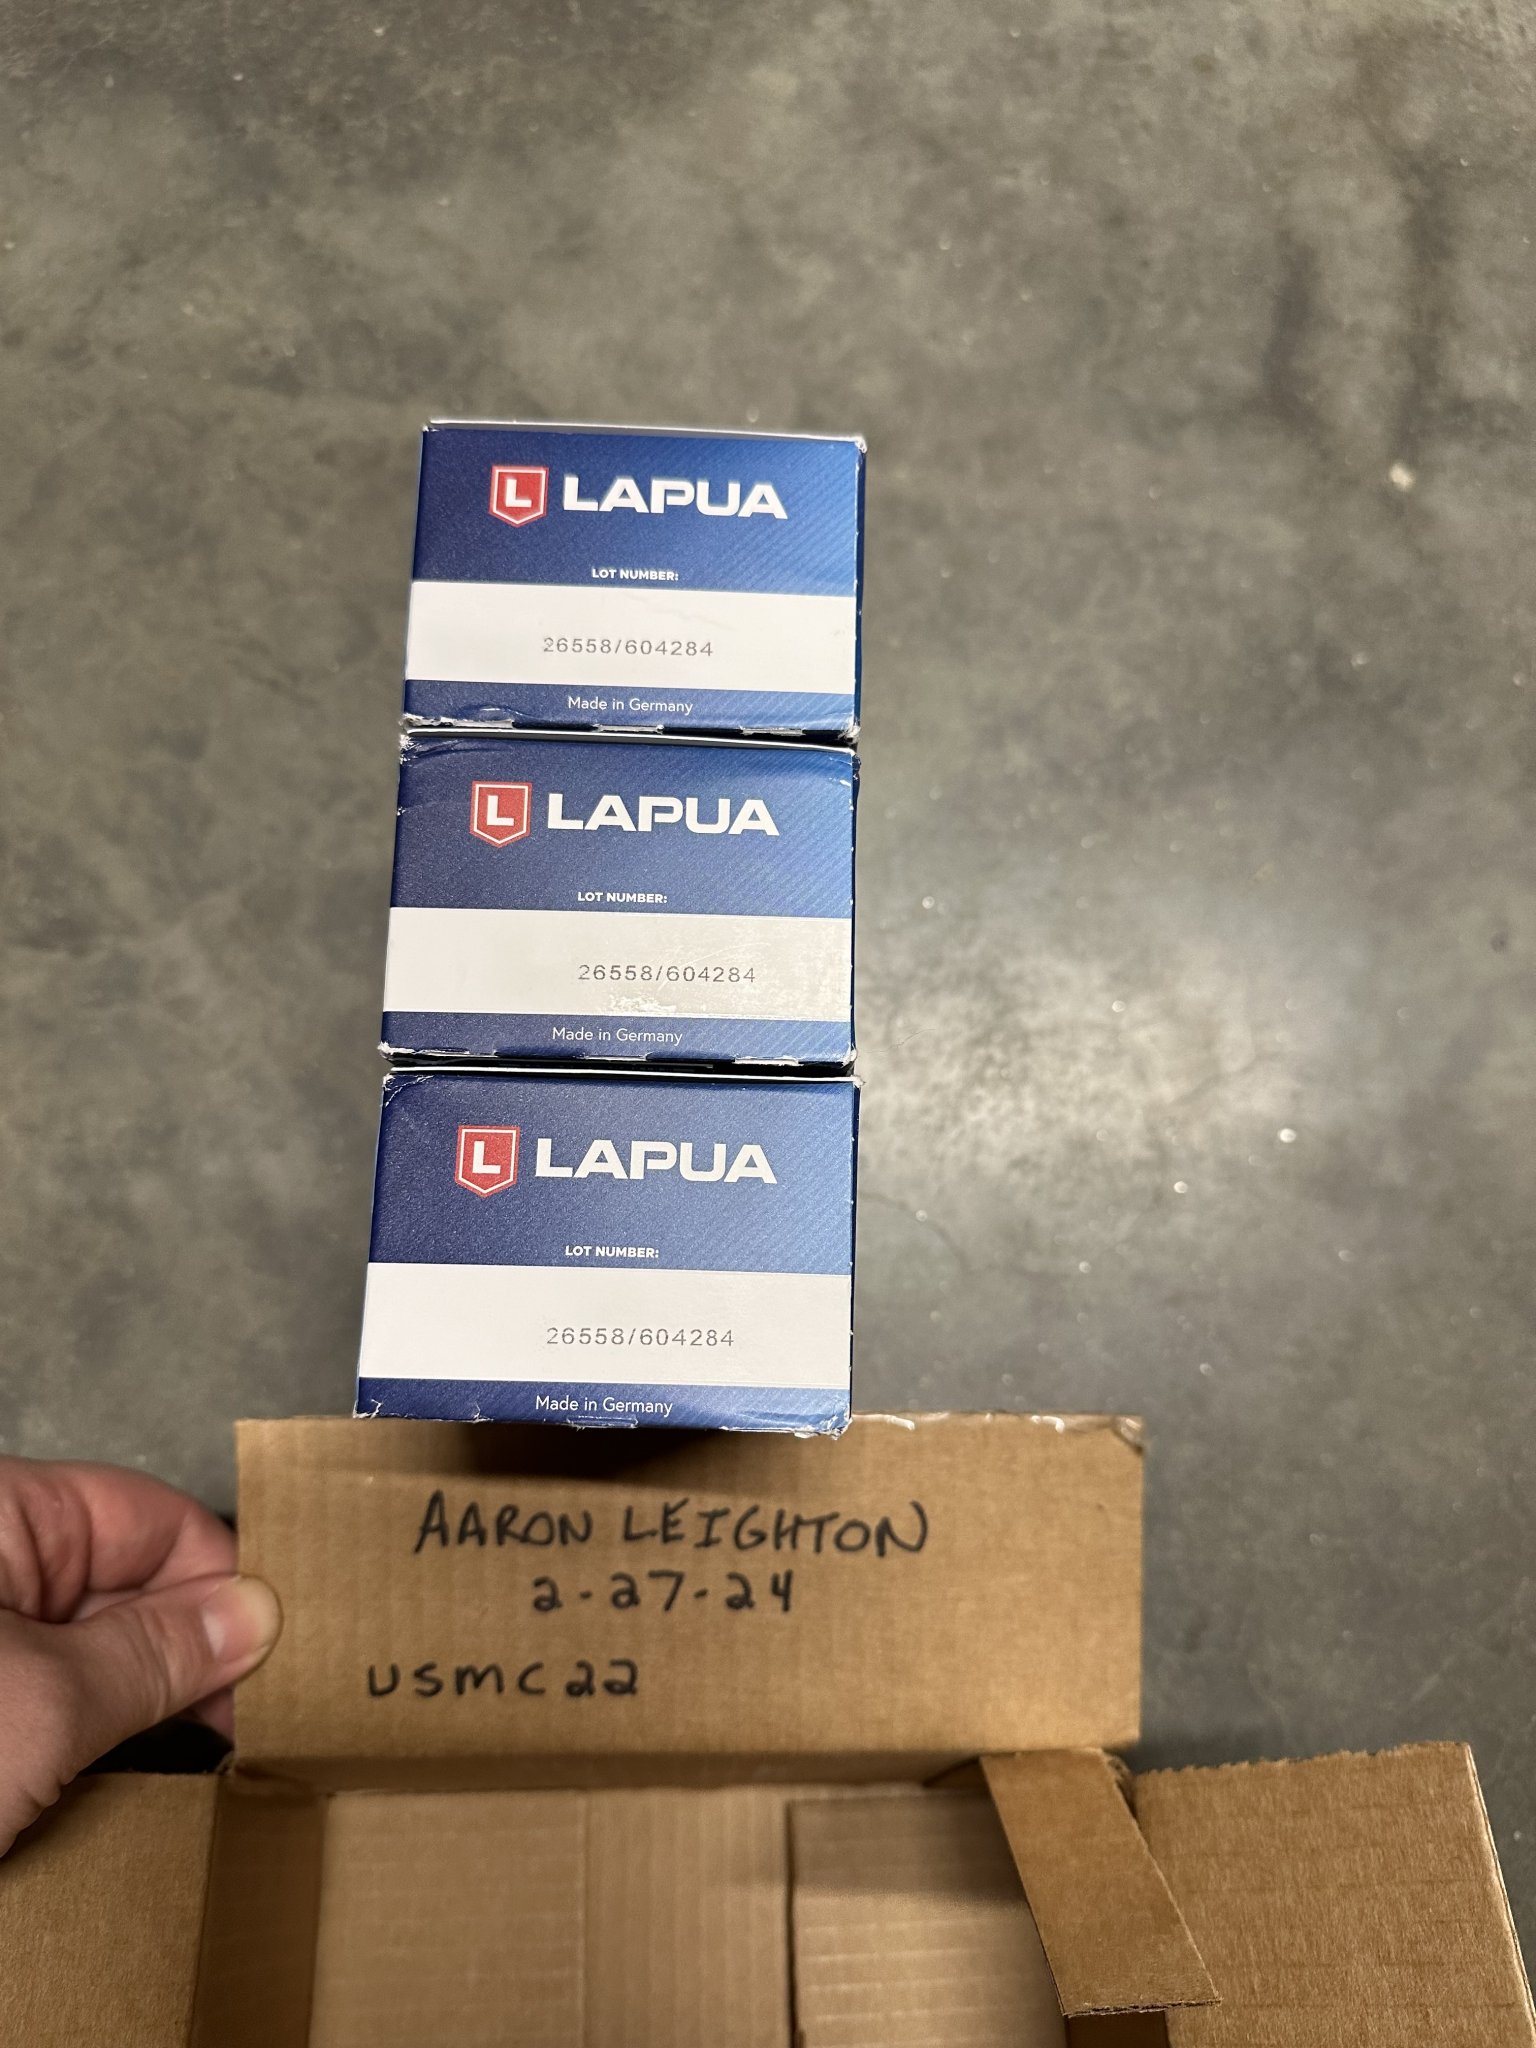 L LAPUA
LOT NUMBER:
26558/604284
Made in Germany
L LAPUA
LOT NUMBER:
26558/604284
Made in Germany
L LAPUA
LOT NUMBER:
26558/604284
Made in Germany
AARON LEIGHTON
2-27-24
USMC22